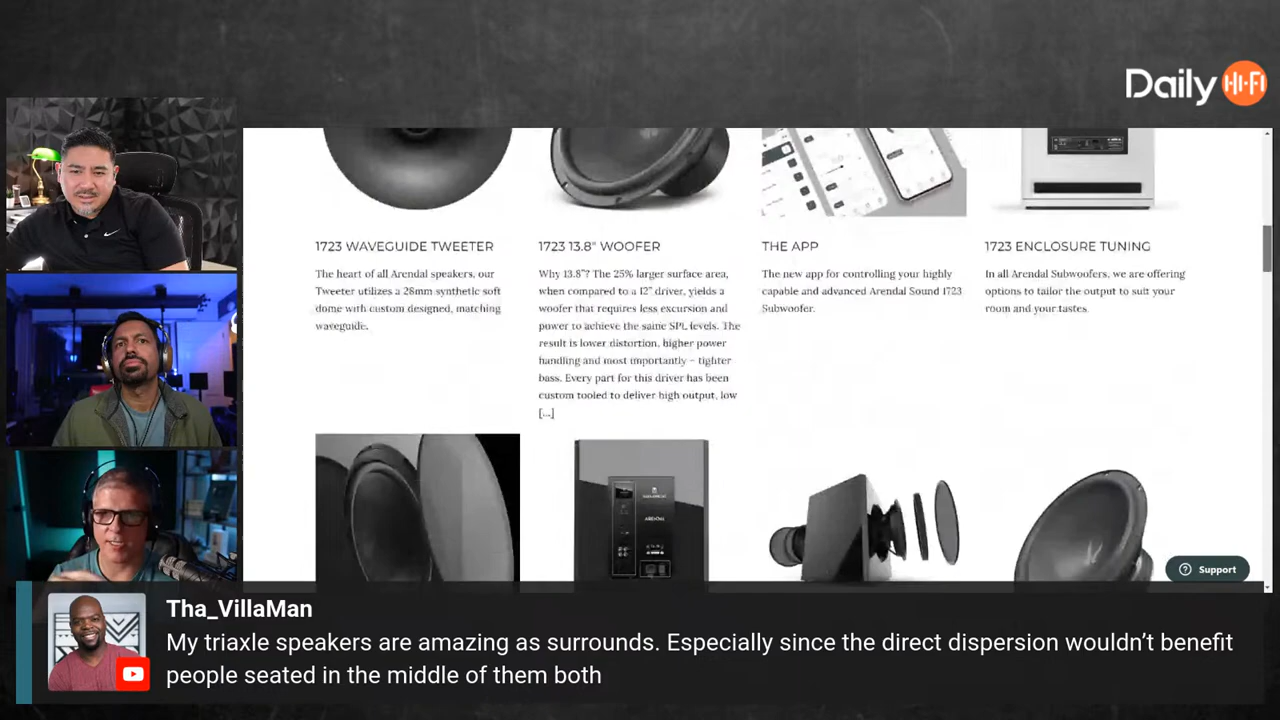 Daily HI-FI
1723 WAVEGUIDE TWEETER
The heart of all Arendal speakers, our
Tweeter utilizes a 28mm synthetic soft
dome with custom designed, matching
waveguide.
1723 13.8" WOOFER
Why 13.8"? The 25% larger surface area,
when compared to a 12" driver, yields a
woofer that requires less excursion and
power to achieve the same SPL levels. The
result is lower distortion, higher power
handling and most importantly – tighter
bass. Every part for this driver has been
custom tooled to deliver high output, low
[...]
THE APP
The new app for controlling your highly
capable and advanced Arendal Sound 1723
Subwoofer.
1723 ENCLOSURE TUNING
In all Arendal Subwoofers, we are offering
options to tailor the output to suit your
room and your tastes.
Support
Tha_VillaMan
My triaxle speakers are amazing as surrounds. Especially since the direct dispersion wouldn’t benefit
people seated in the middle of them both